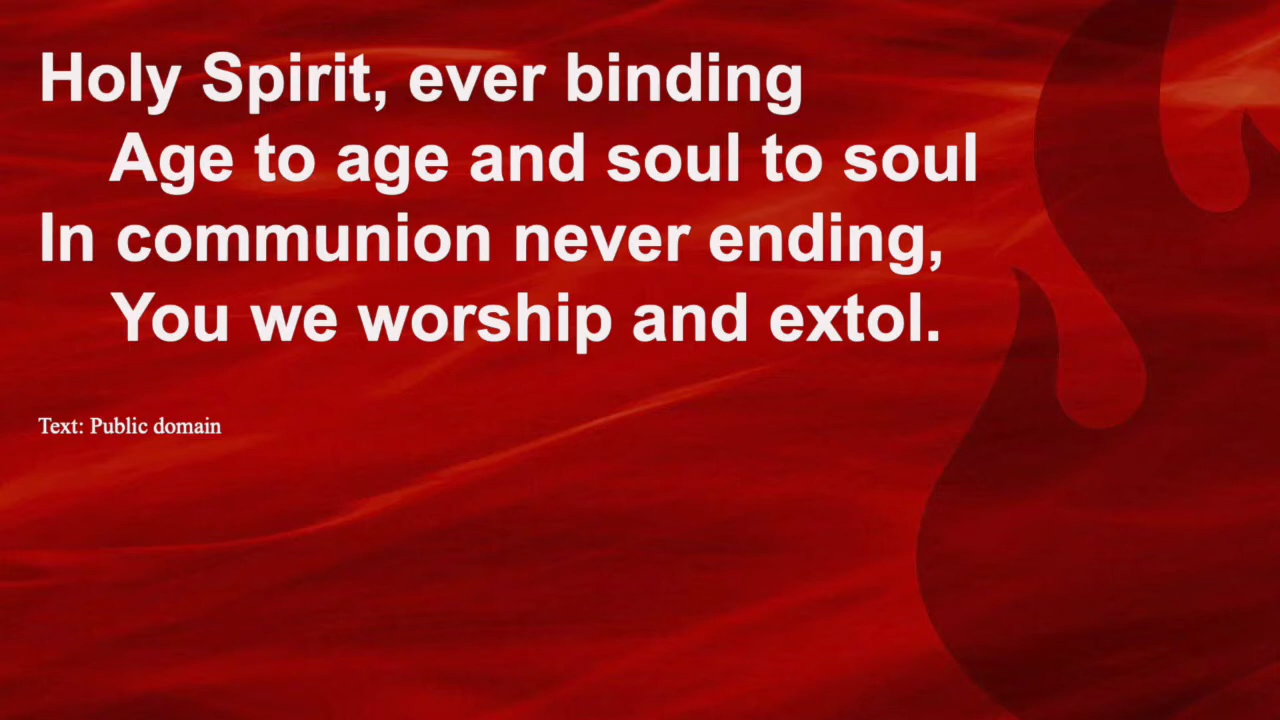 Holy Spirit, ever binding
Age to age and soul to soul
In communion never ending,
You we worship and extol.
Text: Public domain